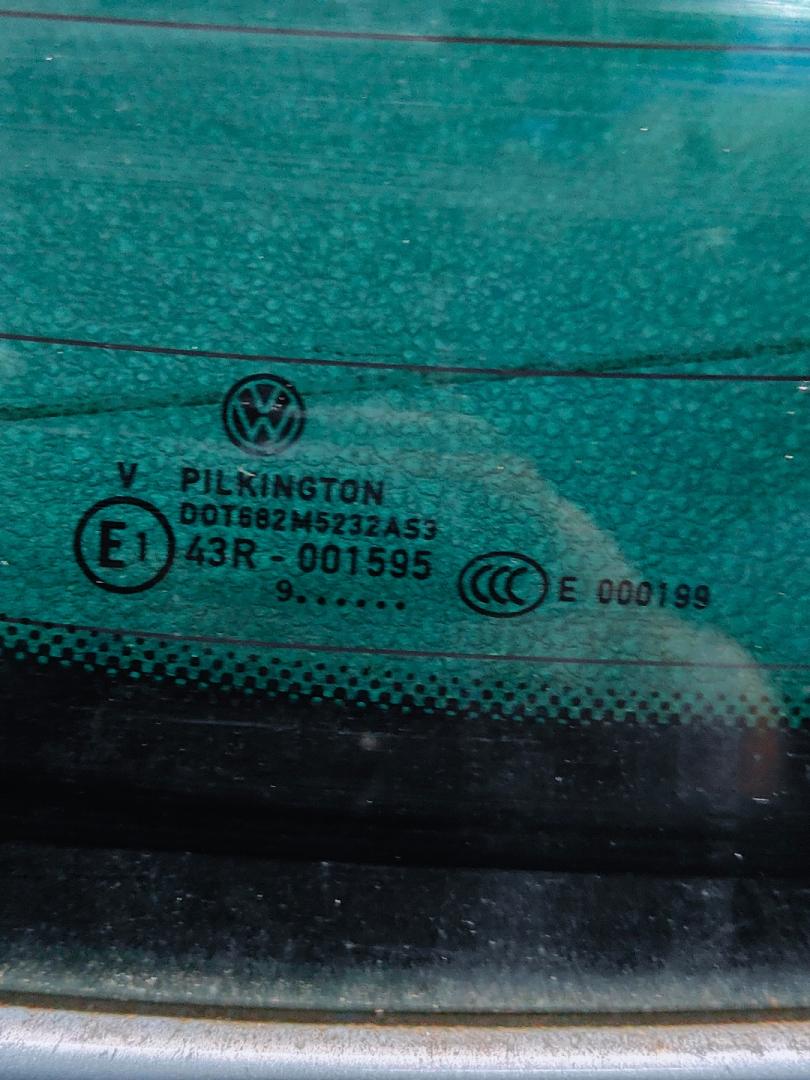 V PILKINGTON
DOT682M5232AS3
E1 43R - 001595
CCC E 000199
9......